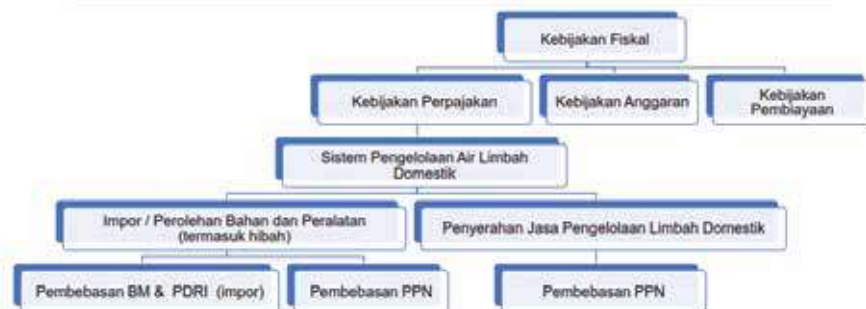 Kebijakan Fiskal
Kebijakan Perpajakan
Kebijakan Anggaran
Kebijakan
Pembiayaan
Sistem Pengelolaan Air Limbah
Domestik
Impor / Perolehan Bahan dan Peralatan
(termasuk hibah)
Penyerahan Jasa Pengelolaan Limbah Domestik
Pembebasan BM & PDRI (impor)
Pembebasan PPN
Pembebasan PPN